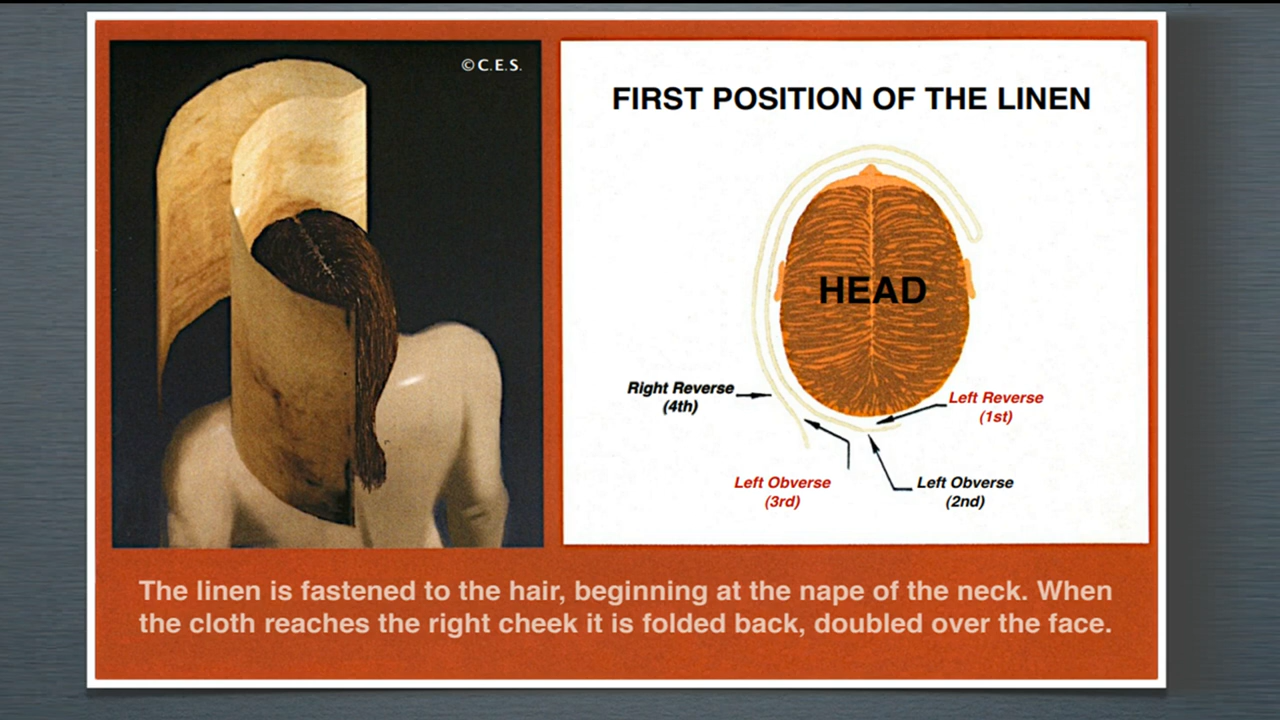 © C.E.S.
FIRST POSITION OF THE LINEN
HEAD
Right Reverse
(4th)
Left Reverse
(1st)
Left Obverse
(3rd)
Left Obverse
(2nd)
The linen is fastened to the hair, beginning at the nape of the neck. When
the cloth reaches the right cheek it is folded back, doubled over the face.